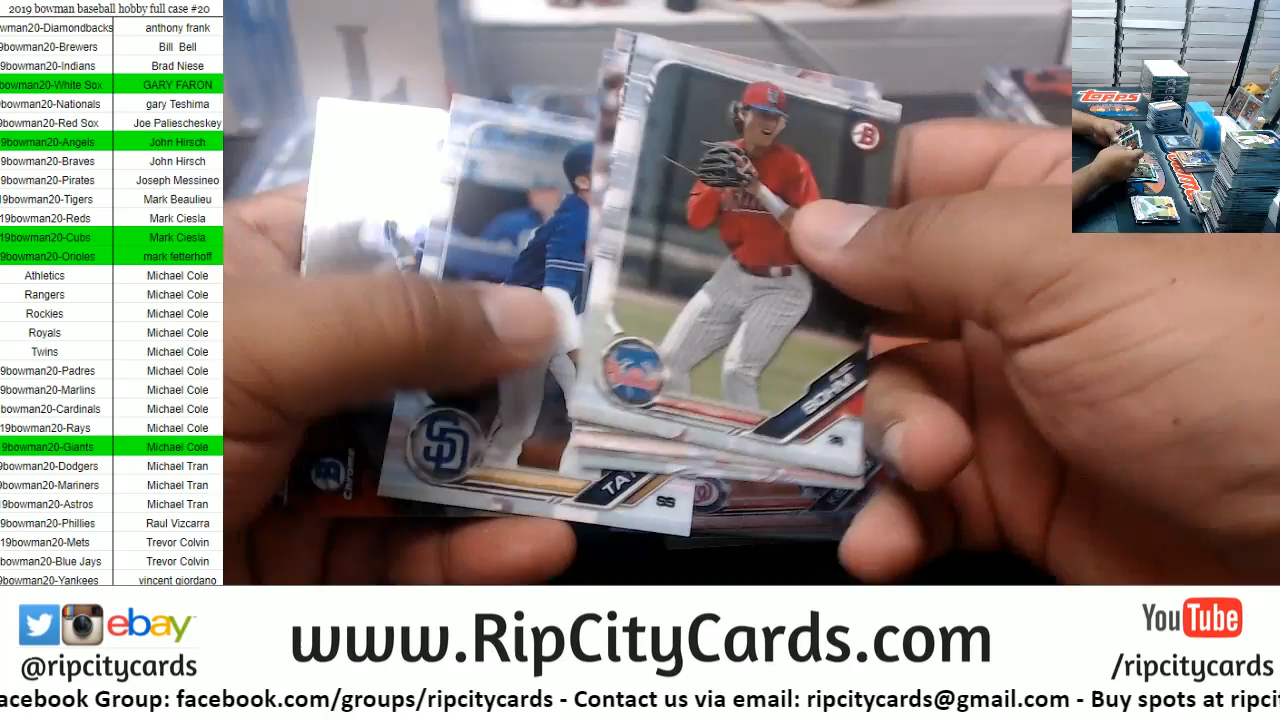 2019 bowman baseball hobby full case #20
wman20-Diamondbacks anthony frank
9bowman20-Brewers Bill Bell
9bowman20-Indians Brad Niese
bowman20-White Sox GARY FARON
bowman20-Nationals gary Teshima
9bowman20-Red Sox Joe Paliescheskey
9bowman20-Angels John Hirsch
9bowman20-Braves John Hirsch
9bowman20-Pirates Joseph Messineo
19bowman20-Tigers Mark Beaulieu
19bowman20-Reds Mark Ciesla
19bowman20-Cubs Mark Ciesla
9bowman20-Orioles mark fetterhoff
Athletics Michael Cole
Rangers Michael Cole
Rockies Michael Cole
Royals Michael Cole
Twins Michael Cole
9bowman20-Padres Michael Cole
9bowman20-Marlins Michael Cole
bowman20-Cardinals Michael Cole
19bowman20-Rays Michael Cole
9bowman20-Giants Michael Cole
9bowman20-Dodgers Michael Tran
bowman20-Mariners Michael Tran
19bowman20-Astros Michael Tran
9bowman20-Phillies Raul Vizcarra
19bowman20-Mets Trevor Colvin
bowman20-Blue Jays Trevor Colvin
9bowman20-Yankees vincent giordano
B
SD
TA
SS
topps
ebay
@ripcitycards
www.RipCityCards.com
YouTube
/ripcitycards
acebook Group: facebook.com/groups/ripcitycards - Contact us via email: ripcitycards@gmail.com - Buy spots at ripci